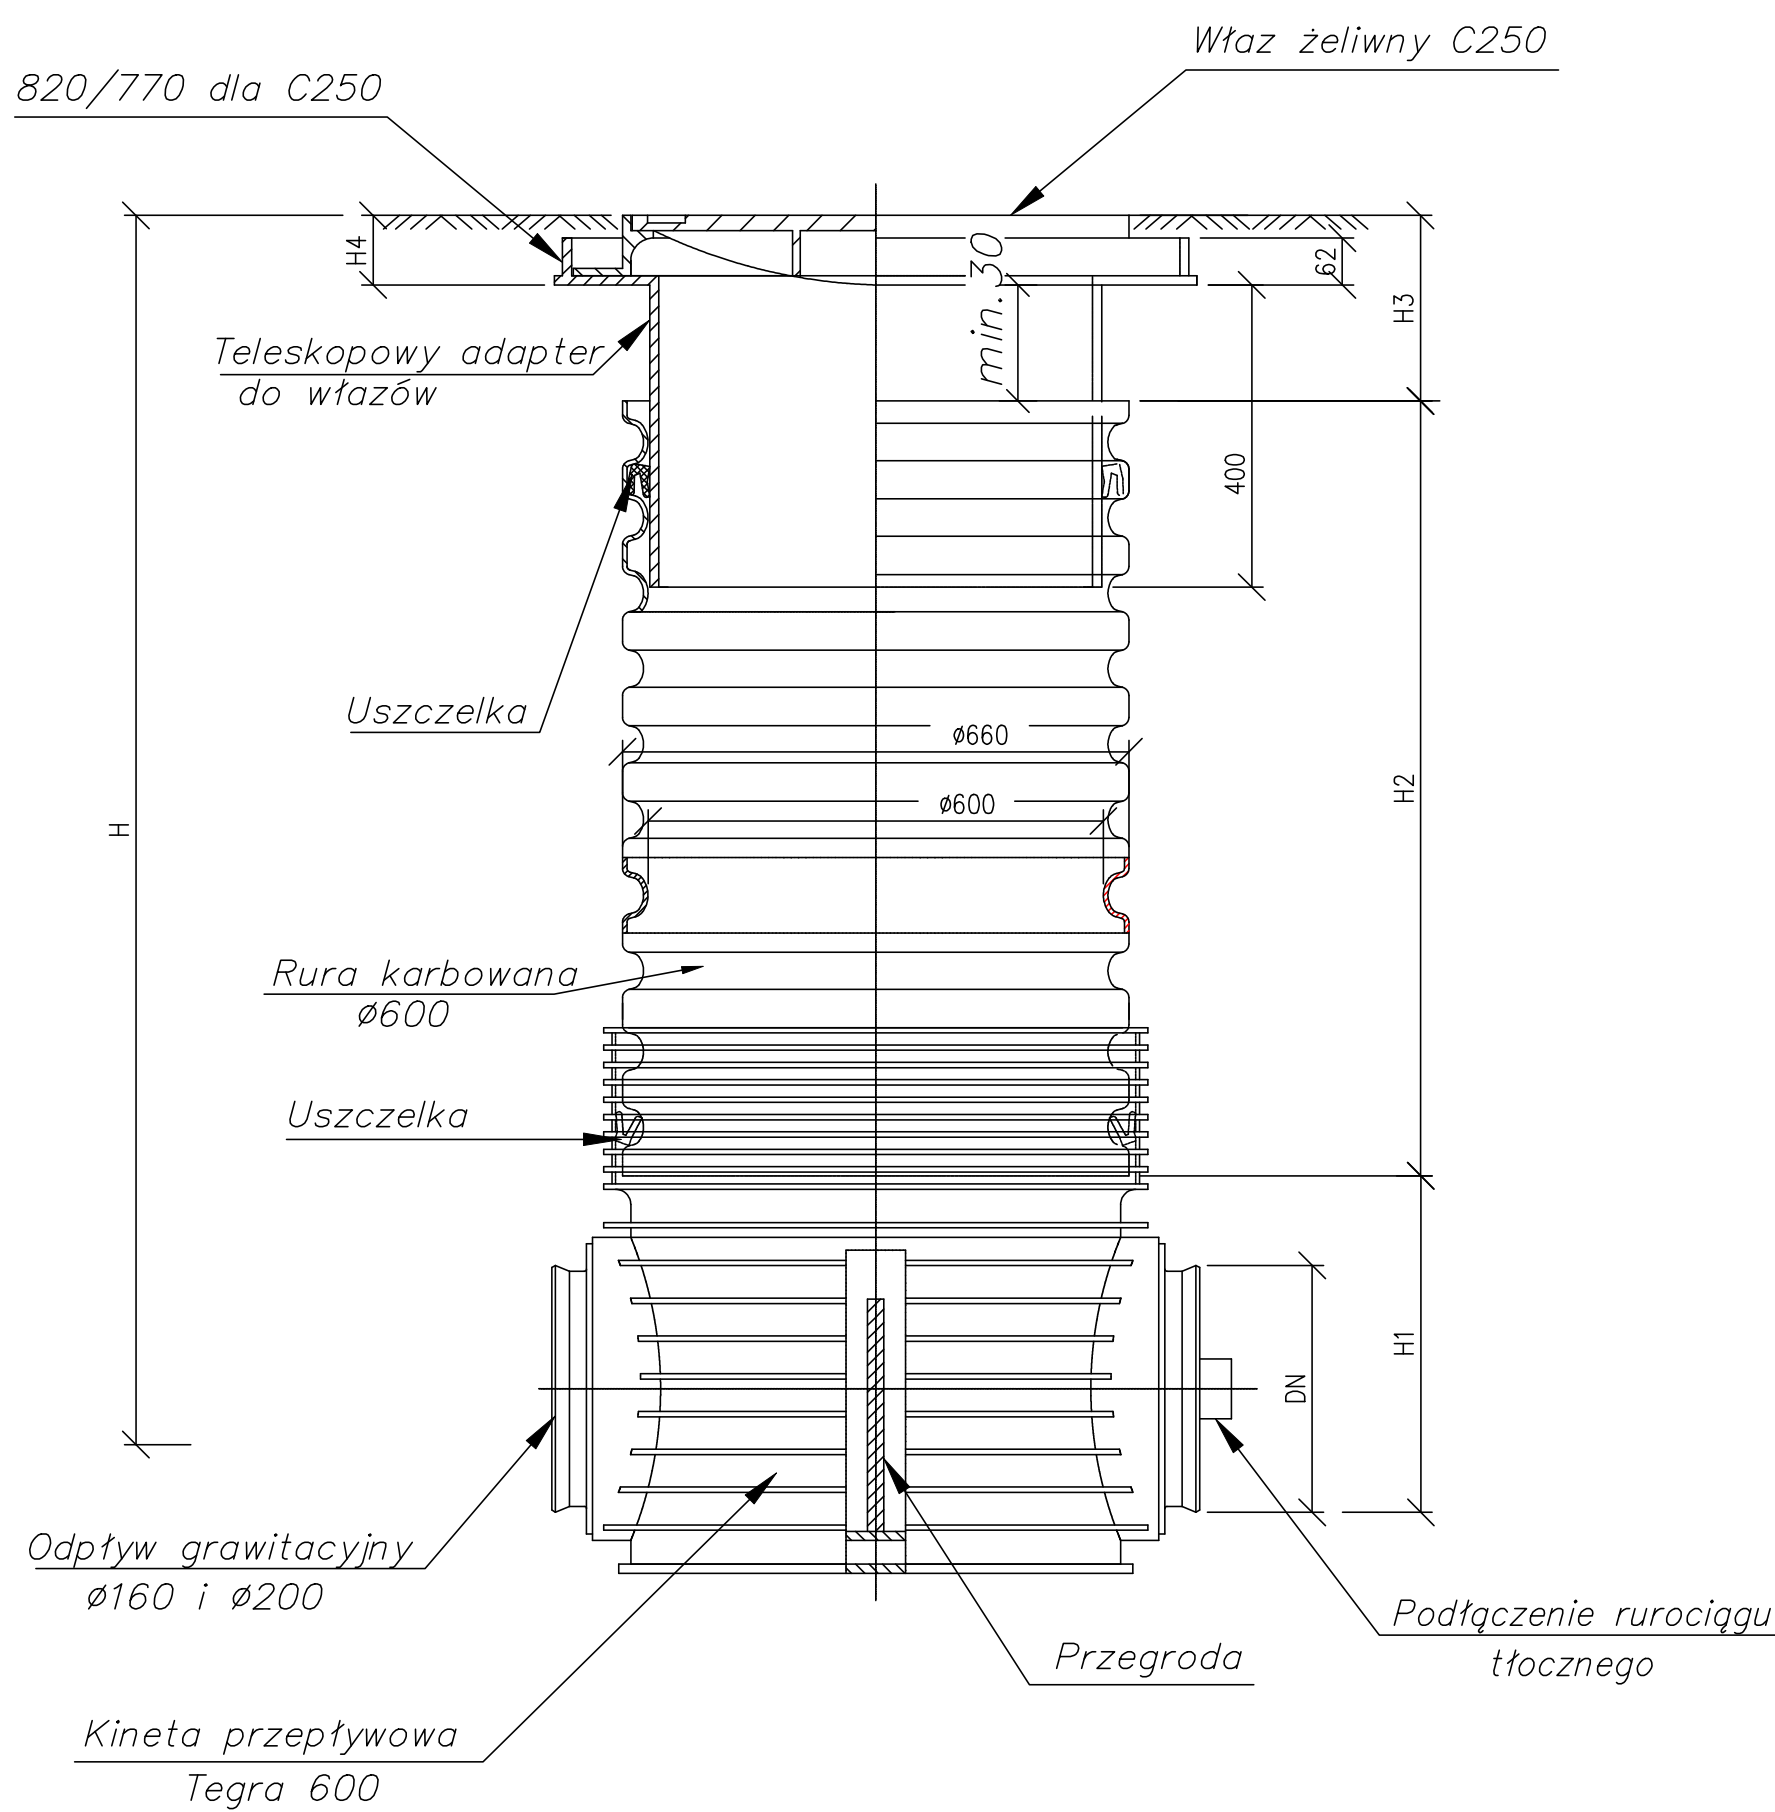 Właz żeliwny C250
820/770 dla C250
H4
62
min.30
H3
Teleskopowy adapter
do włazów
400
Uszczelka
ø660
H2
ø600
H
Rura karbowana
ø600
Uszczelka
H1
DN
Odpływ grawitacyjny
ø160 i ø200
Podłączenie rurociągu
tłocznego
Przegroda
Kineta przepływowa
Tegra 600